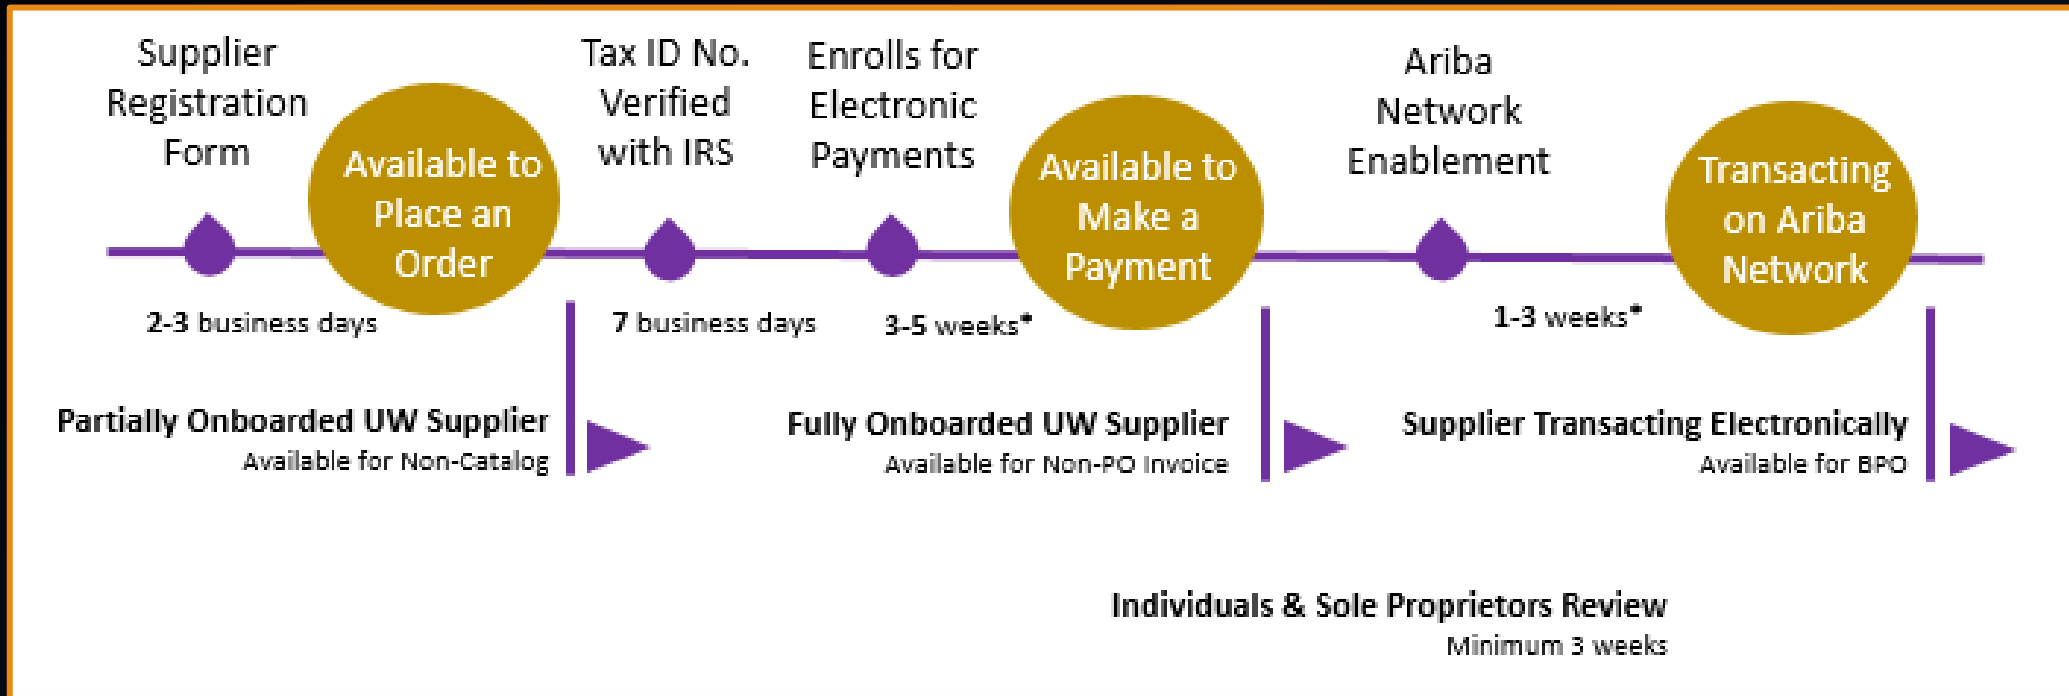 Supplier
Registration
Form
Available to
Place an
Order
Tax ID No.
Verified
with IRS
Enrolls for
Electronic
Payments
Available to
Make a
Payment
Ariba
Network
Enablement
Transacting
on Ariba
Network
2-3 business days
7 business days
3-5 weeks*
1-3 weeks*
Partially Onboarded UW Supplier
Available for Non-Catalog
Fully Onboarded UW Supplier
Available for Non-PO Invoice
Supplier Transacting Electronically
Available for BPO
Individuals & Sole Proprietors Review
Minimum 3 weeks